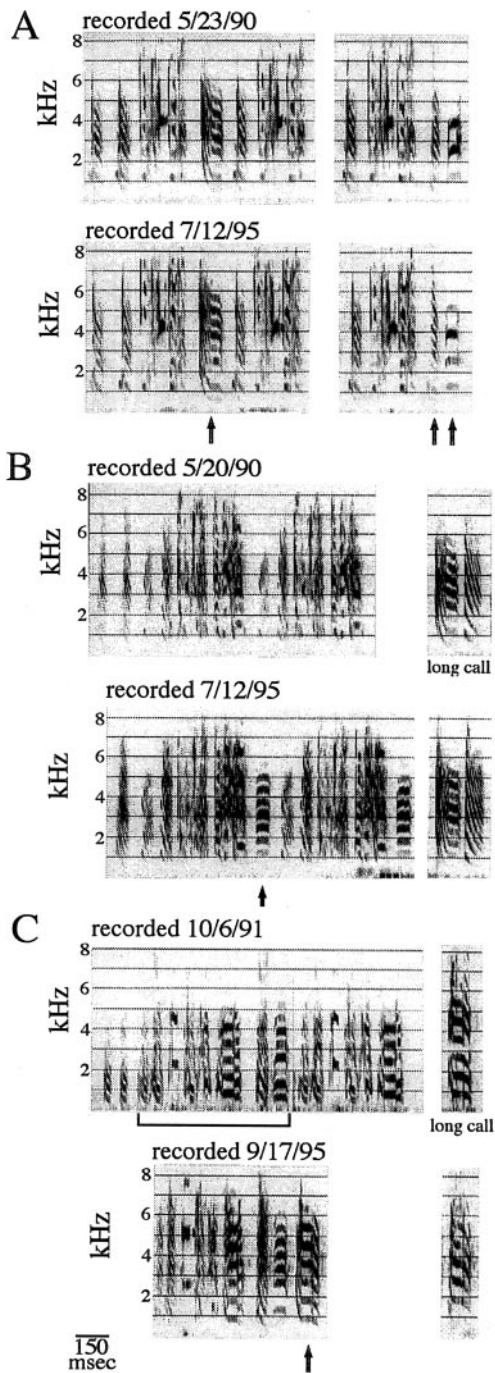 A
recorded 5/23/90
kHz
8
6
4
2
recorded 7/12/95
kHz
8
6
4
2
B
recorded 5/20/90
kHz
8
6
4
2
long call
recorded 7/12/95
kHz
8
6
4
2
C
recorded 10/6/91
kHz
8
6
4
2
long call
recorded 9/17/95
kHz
8
6
4
2
150
msec